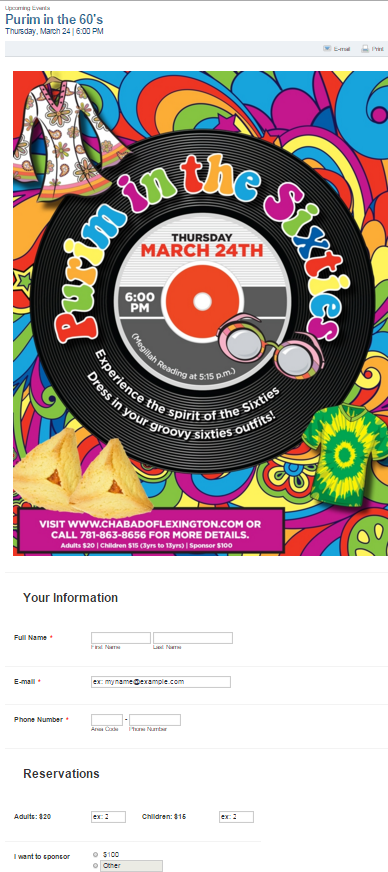 Upcoming Events
Purim in the 60's
Thursday, March 24 | 6:00 PM
E-mail Print
Purim in the Sixties
THURSDAY
MARCH 24TH
6:00
PM
(Megillah Reading at 5:15 p.m.)
Experience the spirit of the Sixties
Dress in your groovy sixties outfits!
VISIT WWW.CHABADOFLEXINGTON.COM OR
CALL 781-863-8656 FOR MORE DETAILS.
Adults $20 | Children $15 (3yrs to 13yrs) | Sponsor $100
Your Information
Full Name *
First Name Last Name
E-mail * ex: myname@example.com
Phone Number * -
Area Code Phone Number
Reservations
Adults: $20 ex: 2 Children: $15 ex: 2
I want to sponsor $100
Other